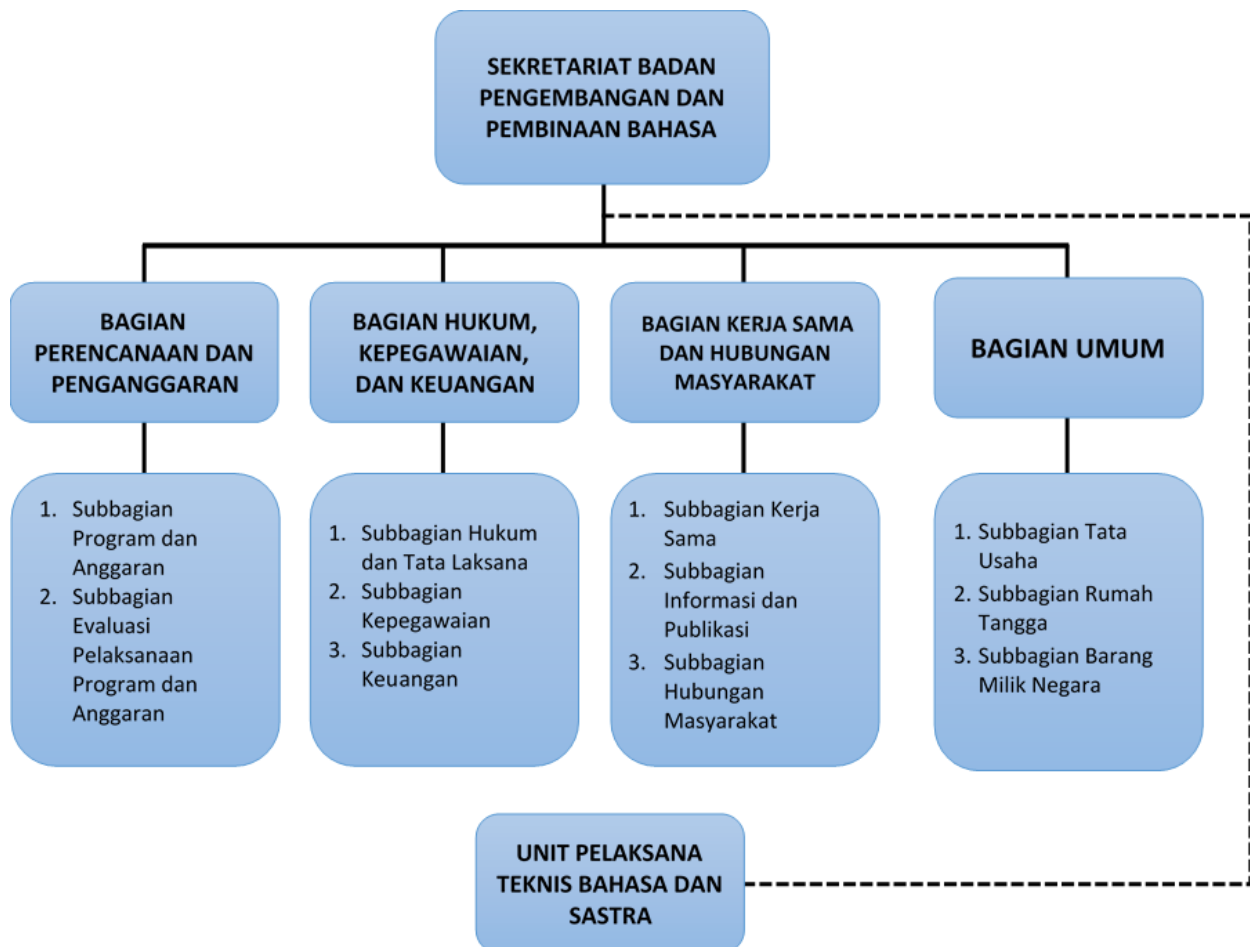 SEKRETARIAT BADAN
PENGEMBANGAN DAN
PEMBINAAN BAHASA
BAGIAN
PERENCANAAN DAN
PENGANGGARAN
BAGIAN HUKUM,
KEPEGAWAIAN,
DAN KEUANGAN
BAGIAN KERJA SAMA
DAN HUBUNGAN
MASYARAKAT
BAGIAN UMUM
1. Subbagian
Program dan
Anggaran
2. Subbagian
Evaluasi
Pelaksanaan
Program dan
Anggaran
1. Subbagian Hukum
dan Tata Laksana
2. Subbagian
Kepegawaian
3. Subbagian
Keuangan
1. Subbagian Kerja
Sama
2. Subbagian
Informasi dan
Publikasi
3. Subbagian
Hubungan
Masyarakat
1. Subbagian Tata
Usaha
2. Subbagian Rumah
Tangga
3. Subbagian Barang
Milik Negara
UNIT PELAKSANA
TEKNIS BAHASA DAN
SASTRA